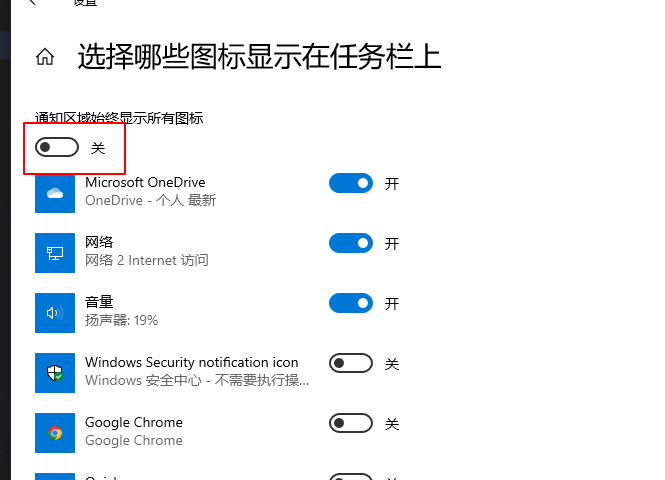 设置
选择哪些图标显示在任务栏上
通知区域始终显示所有图标
关
Microsoft OneDrive
开
OneDrive - 个人 最新
网络
开
网络 2 Internet 访问
音量
开
扬声器: 19%
Windows Security notification icon
关
Windows 安全中心 - 不需要执行操...
Google Chrome
关
Google Chrome